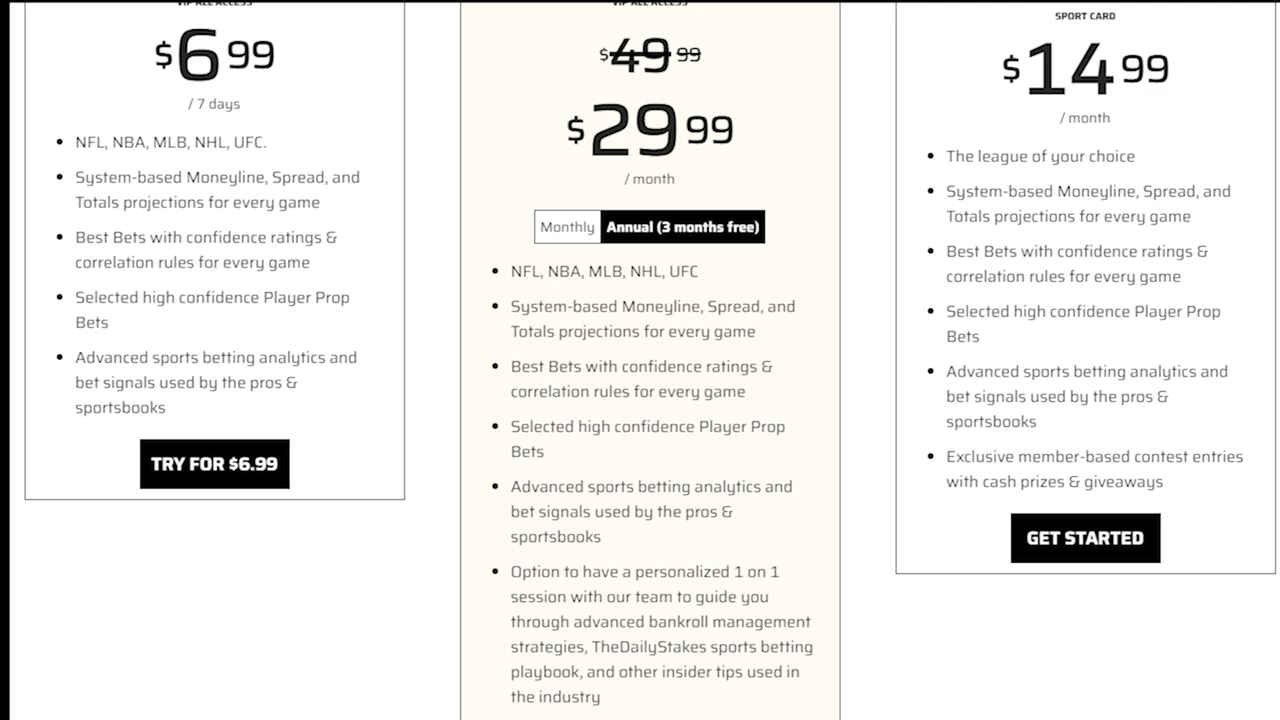 VIP ALL ACCESS
$6 99
/ 7 days
NFL, NBA, MLB, NHL, UFC.
System-based Moneyline, Spread, and
Totals projections for every game
Best Bets with confidence ratings &
correlation rules for every game
Selected high confidence Player Prop
Bets
Advanced sports betting analytics and
bet signals used by the pros &
sportsbooks
TRY FOR $6.99
VIP ALL ACCESS
$49 99
$29 99
/ month
Monthly Annual (3 months free)
NFL, NBA, MLB, NHL, UFC
System-based Moneyline, Spread, and
Totals projections for every game
Best Bets with confidence ratings &
correlation rules for every game
Selected high confidence Player Prop
Bets
Advanced sports betting analytics and
bet signals used by the pros &
sportsbooks
Option to have a personalized 1 on 1
session with our team to guide you
through advanced bankroll management
strategies, TheDailyStakes sports betting
playbook, and other insider tips used in
the industry
SPORT CARD
$14 99
/ month
The league of your choice
System-based Moneyline, Spread, and
Totals projections for every game
Best Bets with confidence ratings &
correlation rules for every game
Selected high confidence Player Prop
Bets
Advanced sports betting analytics and
bet signals used by the pros &
sportsbooks
Exclusive member-based contest entries
with cash prizes & giveaways
GET STARTED